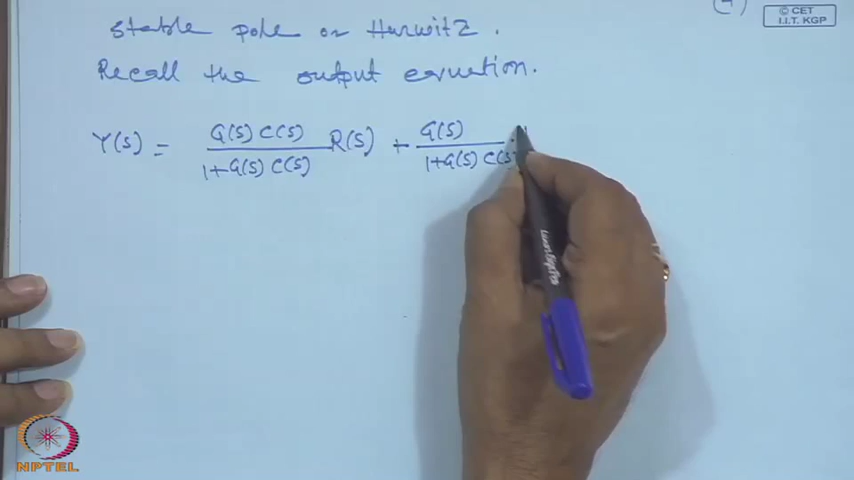 stable pole or Hurwitz.
© CET
I.I.T. KGP
Recall the output equation.
Y(s) = G(s) C(s) / 1+G(s) C(s) R(s) + G(s) / 1+G(s) C(s)
NPTEL